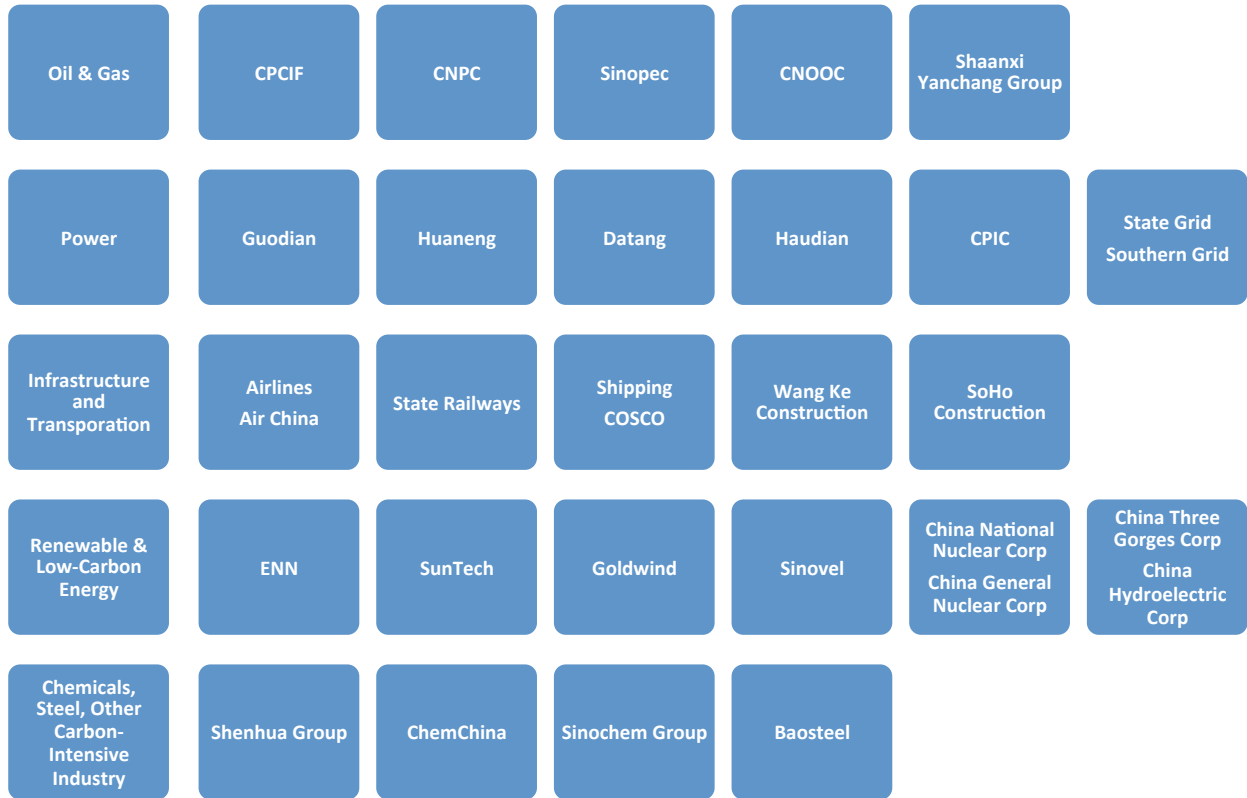 Oil & Gas
CPCIF
CNPC
Sinopec
CNOOC
Shaanxi
Yanchang Group
Power
Guodian
Huaneng
Datang
Haudian
CPIC
State Grid
Southern Grid
Infrastructure
and
Transporation
Airlines
Air China
State Railways
Shipping
COSCO
Wang Ke
Construction
SoHo
Construction
Renewable &
Low-Carbon
Energy
ENN
SunTech
Goldwind
Sinovel
China National
Nuclear Corp
China General
Nuclear Corp
China Three
Gorges Corp
China
Hydroelectric
Corp
Chemicals,
Steel, Other
Carbon-
Intensive
Industry
Shenhua Group
ChemChina
Sinochem Group
Baosteel